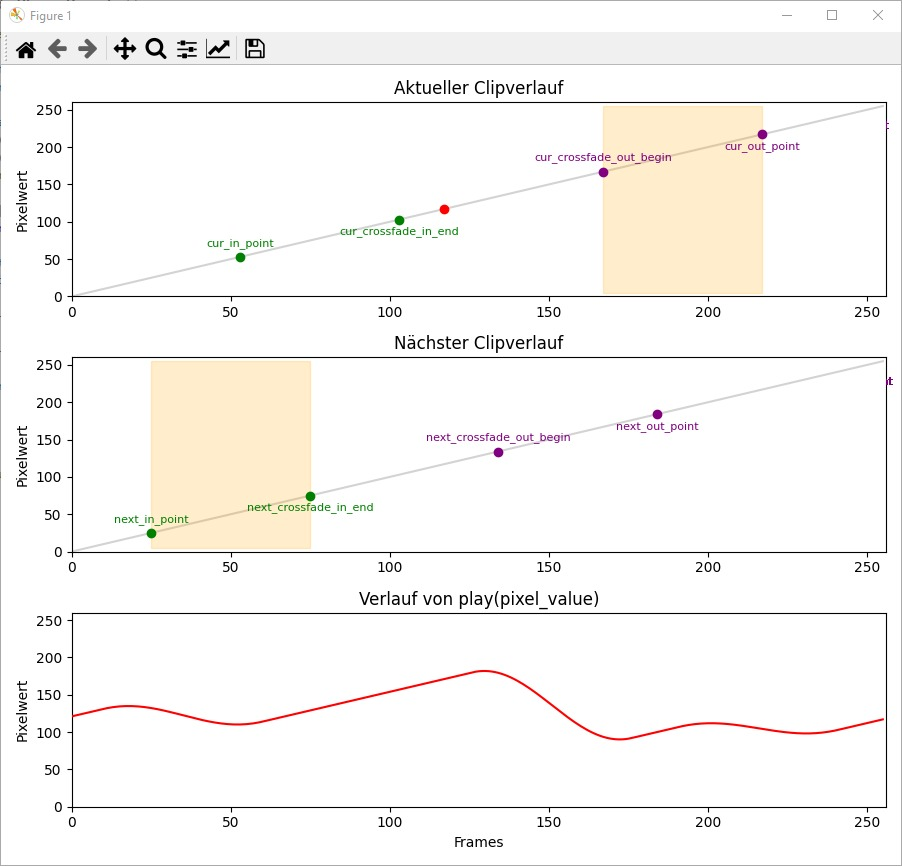 Figure 1
Aktueller Clipverlauf
Pixelwert
250
200
150
100
50
0
cur_in_point
cur_crossfade_in_end
cur_crossfade_out_begin
cur_out_point
0 50 100 150 200 250
Nächster Clipverlauf
Pixelwert
250
200
150
100
50
0
next_in_point
next_crossfade_in_end
next_crossfade_out_begin
next_out_point
0 50 100 150 200 250
Verlauf von play(pixel_value)
Pixelwert
250
200
150
100
50
0
0 50 100 150 200 250
Frames